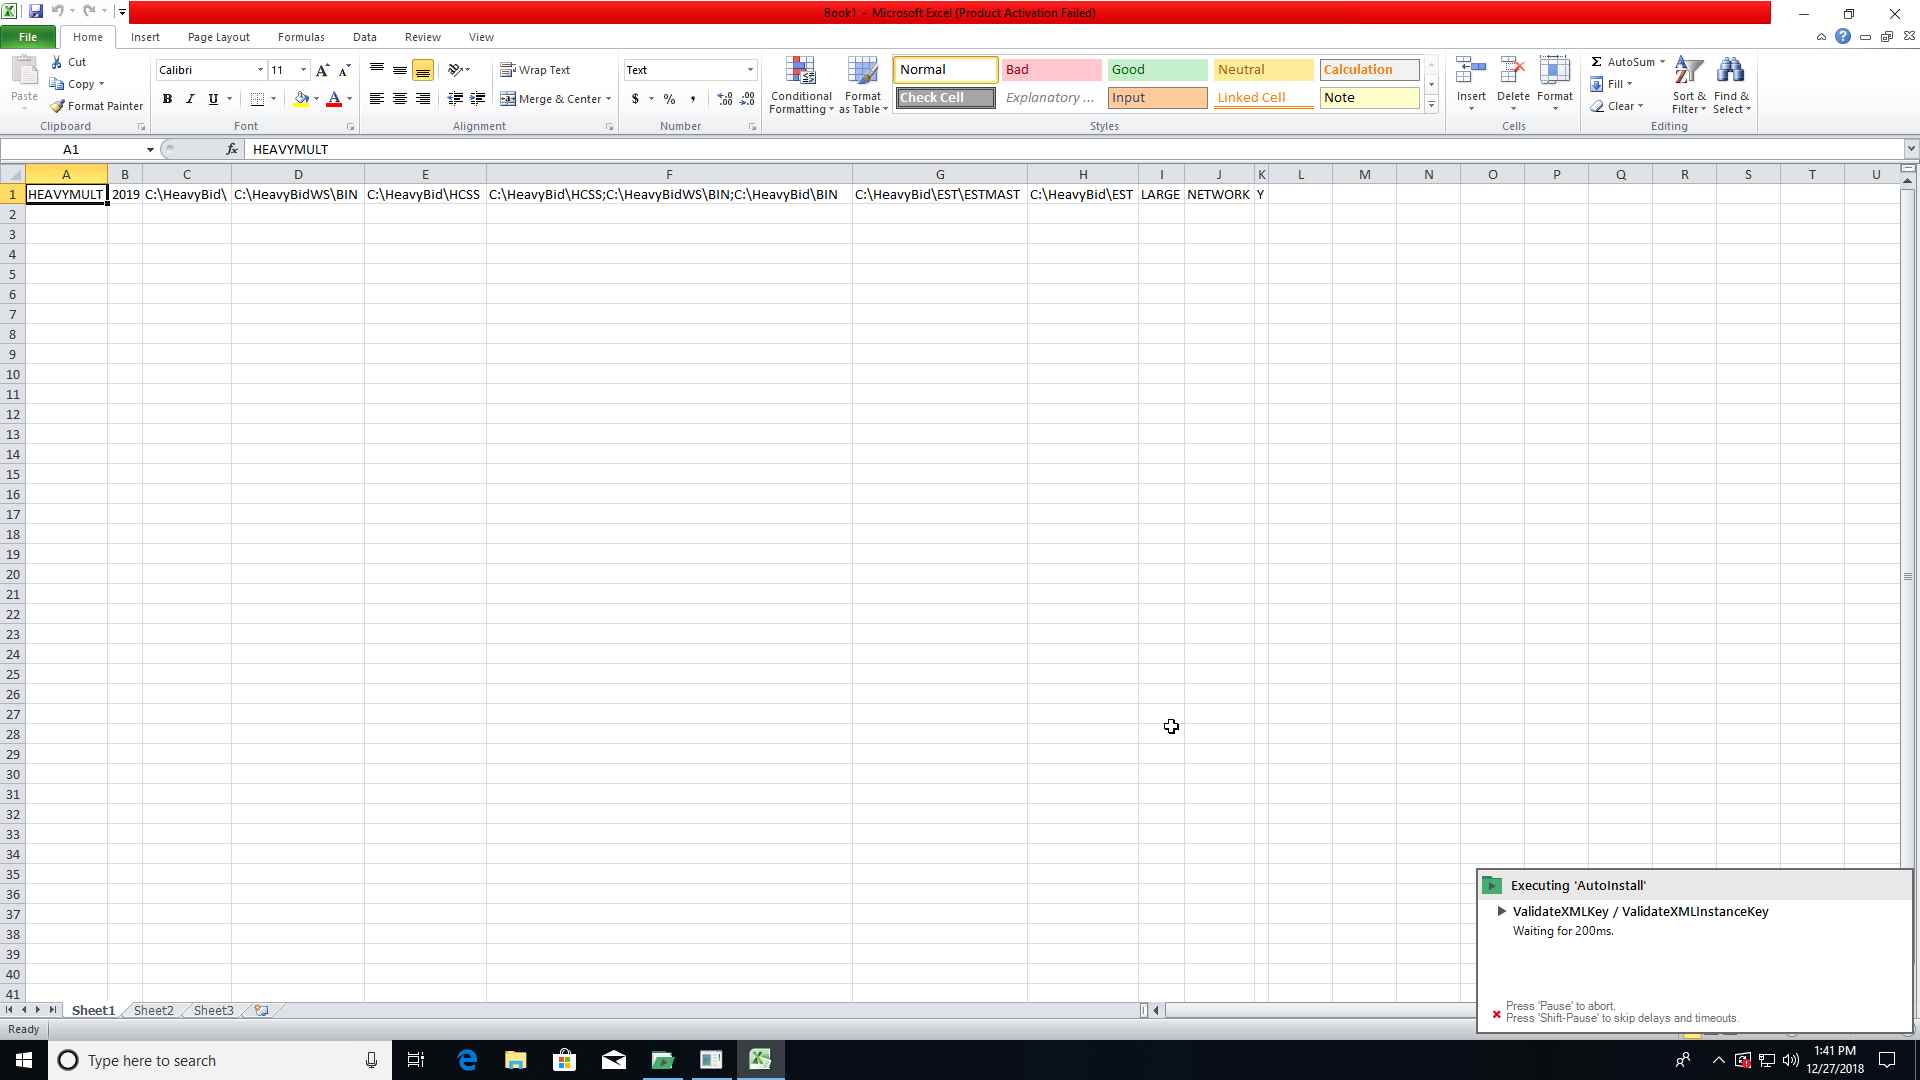 Book1 - Microsoft Excel (Product Activation Failed)
File Home Insert Page Layout Formulas Data Review View
Paste
Cut
Copy
Format Painter
Clipboard
Calibri 11
B I U
Font
Wrap Text
Merge & Center
Alignment
Text
$ % ,
Number
Conditional Formatting
Format as Table
Normal Bad Good Neutral Calculation
Check Cell Explanatory ... Input Linked Cell Note
Styles
Insert Delete Format
Cells
AutoSum
Fill
Clear
Sort & Filter
Find & Select
Editing
A1 fx HEAVYMULT
A B C D E F G H I J K L M N O P Q R S T U
1 HEAVYMULT 2019 C:\HeavyBid\ C:\HeavyBidWS\BIN C:\HeavyBid\HCSS C:\HeavyBid\HCSS;C:\HeavyBidWS\BIN;C:\HeavyBid\BIN C:\HeavyBid\EST\ESTMAST C:\HeavyBid\EST LARGE NETWORK Y
2
3
4
5
6
7
8
9
10
11
12
13
14
15
16
17
18
19
20
21
22
23
24
25
26
27
28
29
30
31
32
33
34
35
36
37
38
39
40
41
Executing 'AutoInstall'
ValidateXMLKey / ValidateXMLInstanceKey
Waiting for 200ms.
Press 'Pause' to abort.
Press 'Shift-Pause' to skip delays and timeouts.
Sheet1 Sheet2 Sheet3
Ready
Type here to search
1:41 PM
12/27/2018